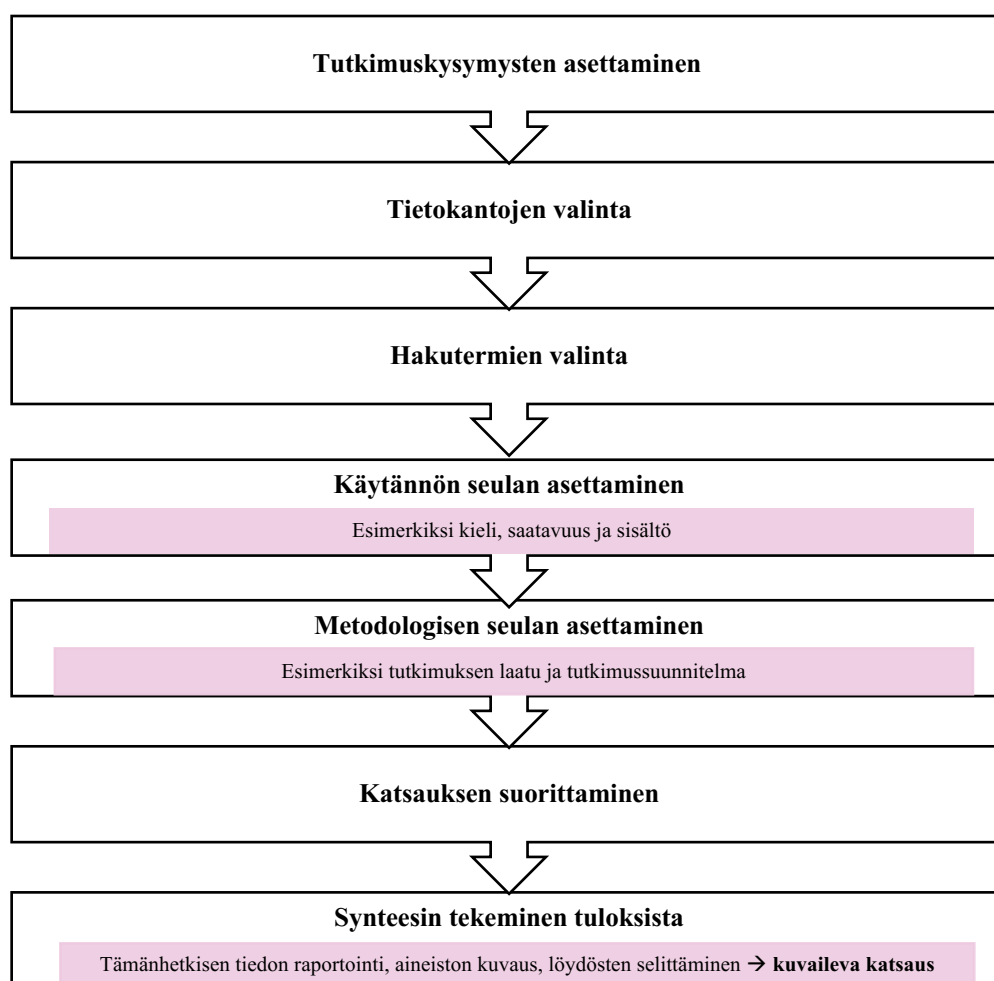 Tutkimuskysymysten asettaminen
Tietokantojen valinta
Hakutermien valinta
Käytännön seulan asettaminen
Esimerkiksi kieli, saatavuus ja sisältö
Metodologisen seulan asettaminen
Esimerkiksi tutkimuksen laatu ja tutkimussuunnitelma
Katsauksen suorittaminen
Synteesin tekeminen tuloksista
Tämänhetkisen tiedon raportointi, aineiston kuvaus, löydösten selittäminen → kuvaileva katsaus